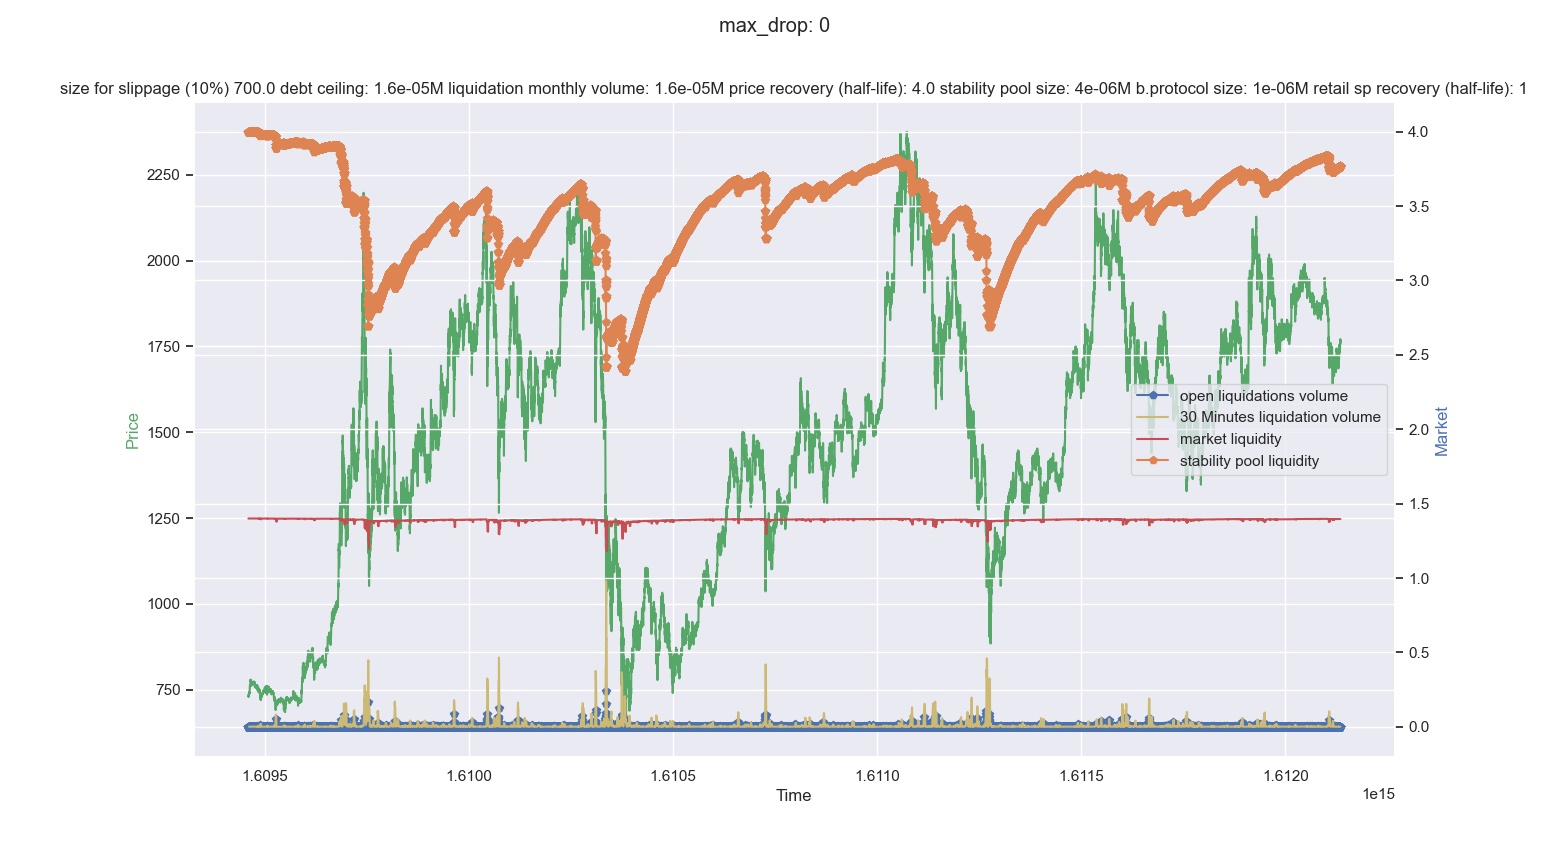 max_drop: 0
size for slippage (10%) 700.0 debt ceiling: 1.6e-05M liquidation monthly volume: 1.6e-05M price recovery (half-life): 4.0 stability pool size: 4e-06M b.protocol size: 1e-06M retail sp recovery (half-life): 1
Price
2250
2000
1750
1500
1250
1000
750
4.0
3.5
3.0
2.5
2.0
1.5
1.0
0.5
0.0
Market
open liquidations volume
30 Minutes liquidation volume
market liquidity
stability pool liquidity
1.6095 1.6100 1.6105 1.6110 1.6115 1.6120
Time
1e15